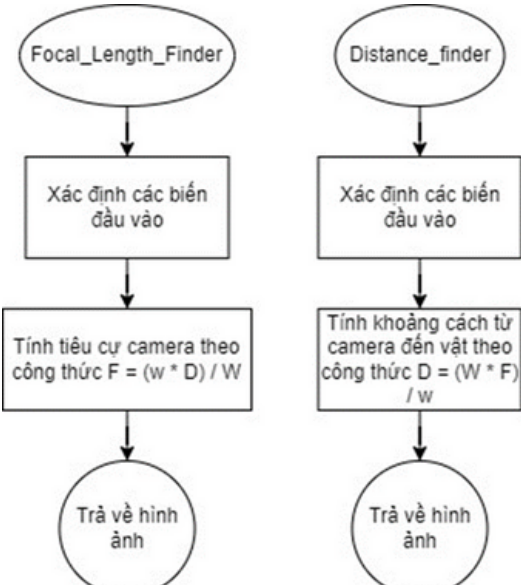 Focal_Length_Finder
Xác định các biến
đầu vào
Tính tiêu cự camera theo
công thức F = (w * D) / W
Trả về hình
ảnh
Distance_finder
Xác định các biến
đầu vào
Tính khoảng cách từ
camera đến vật theo
công thức D = (W * F)
/ w
Trả về hình
ảnh